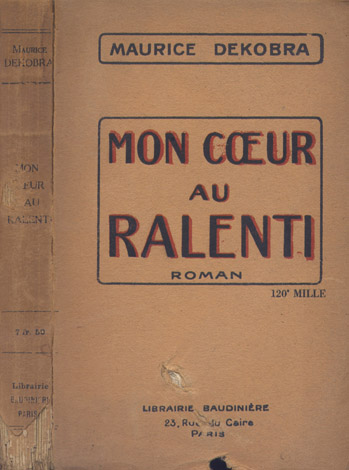 MAURICE
DEKOBRA
MON
CŒUR
AU
RALENTI
7 fr. 50
Librairie
BAUDINIÈRE
PARIS
MAURICE DEKOBRA
MON CŒUR
AU
RALENTI
ROMAN
120e MILLE
LIBRAIRIE BAUDINIÈRE
23, Rue du Caire
PARIS